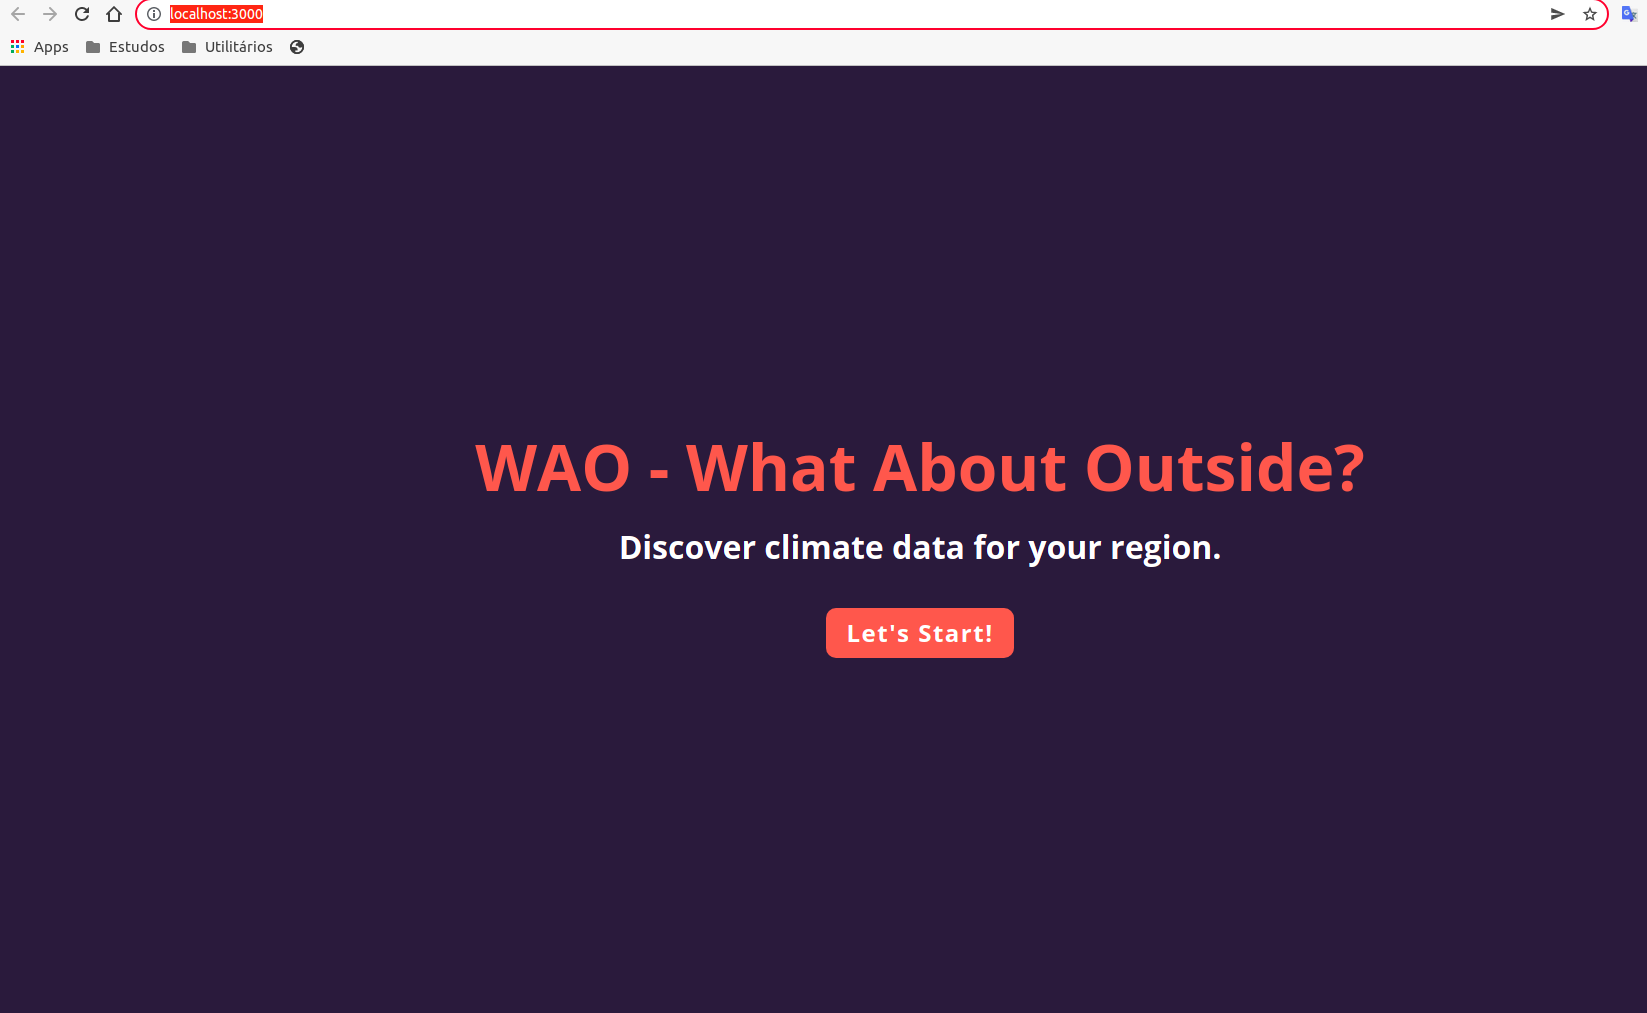 localhost:3000
Apps Estudos Utilitários
WAO - What About Outside?
Discover climate data for your region.
Let's Start!